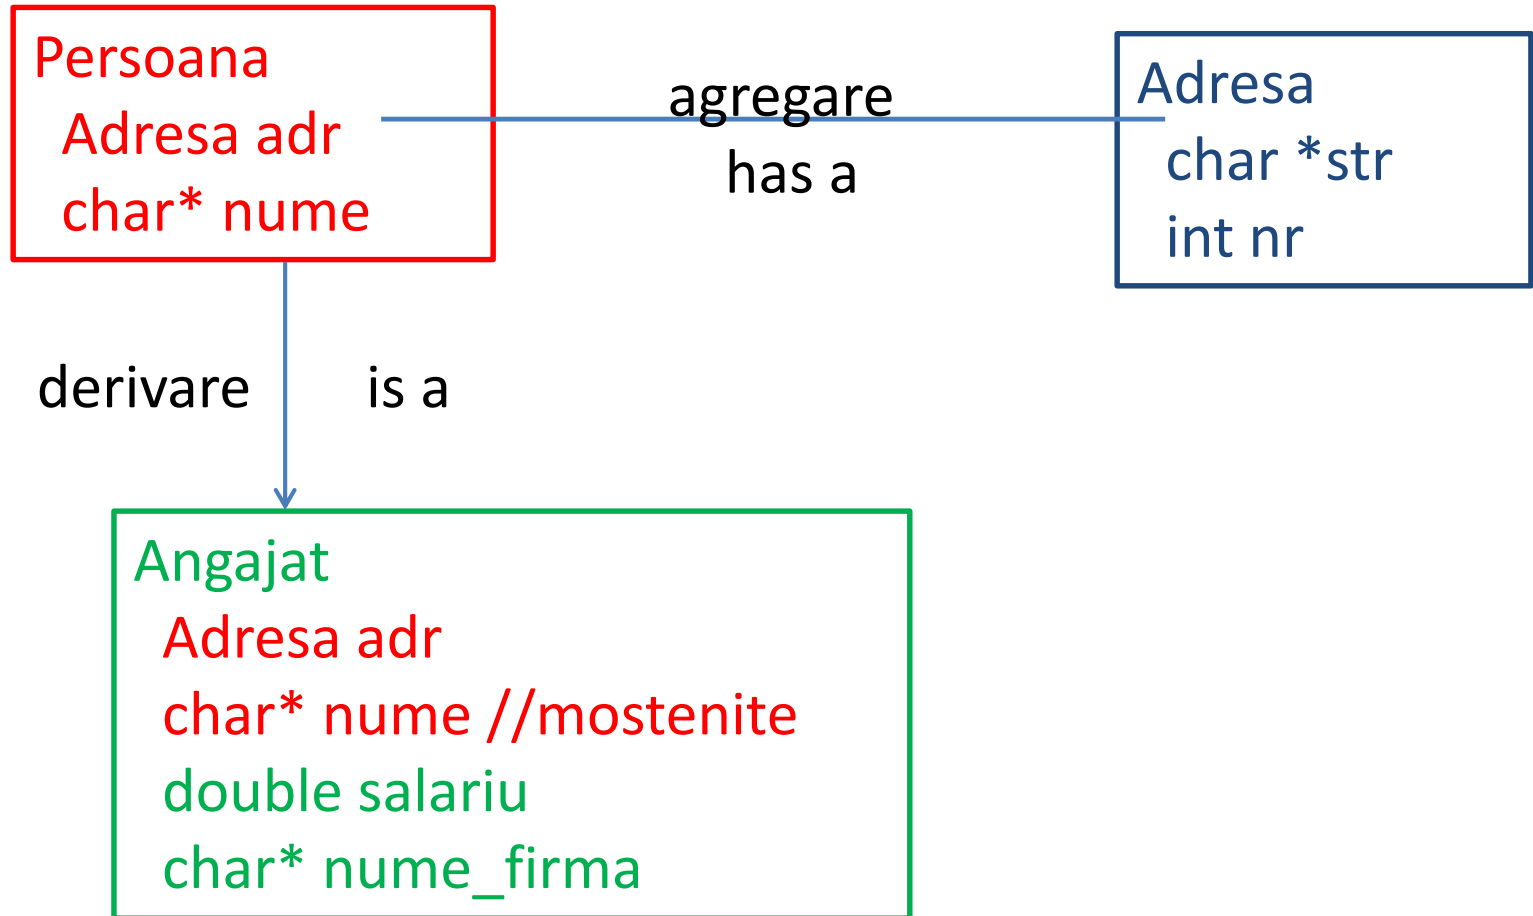 Persoana
Adresa adr
char* nume
agregare
has a
Adresa
char *str
int nr
derivare is a
Angajat
Adresa adr
char* nume //mostenite
double salariu
char* nume_firma